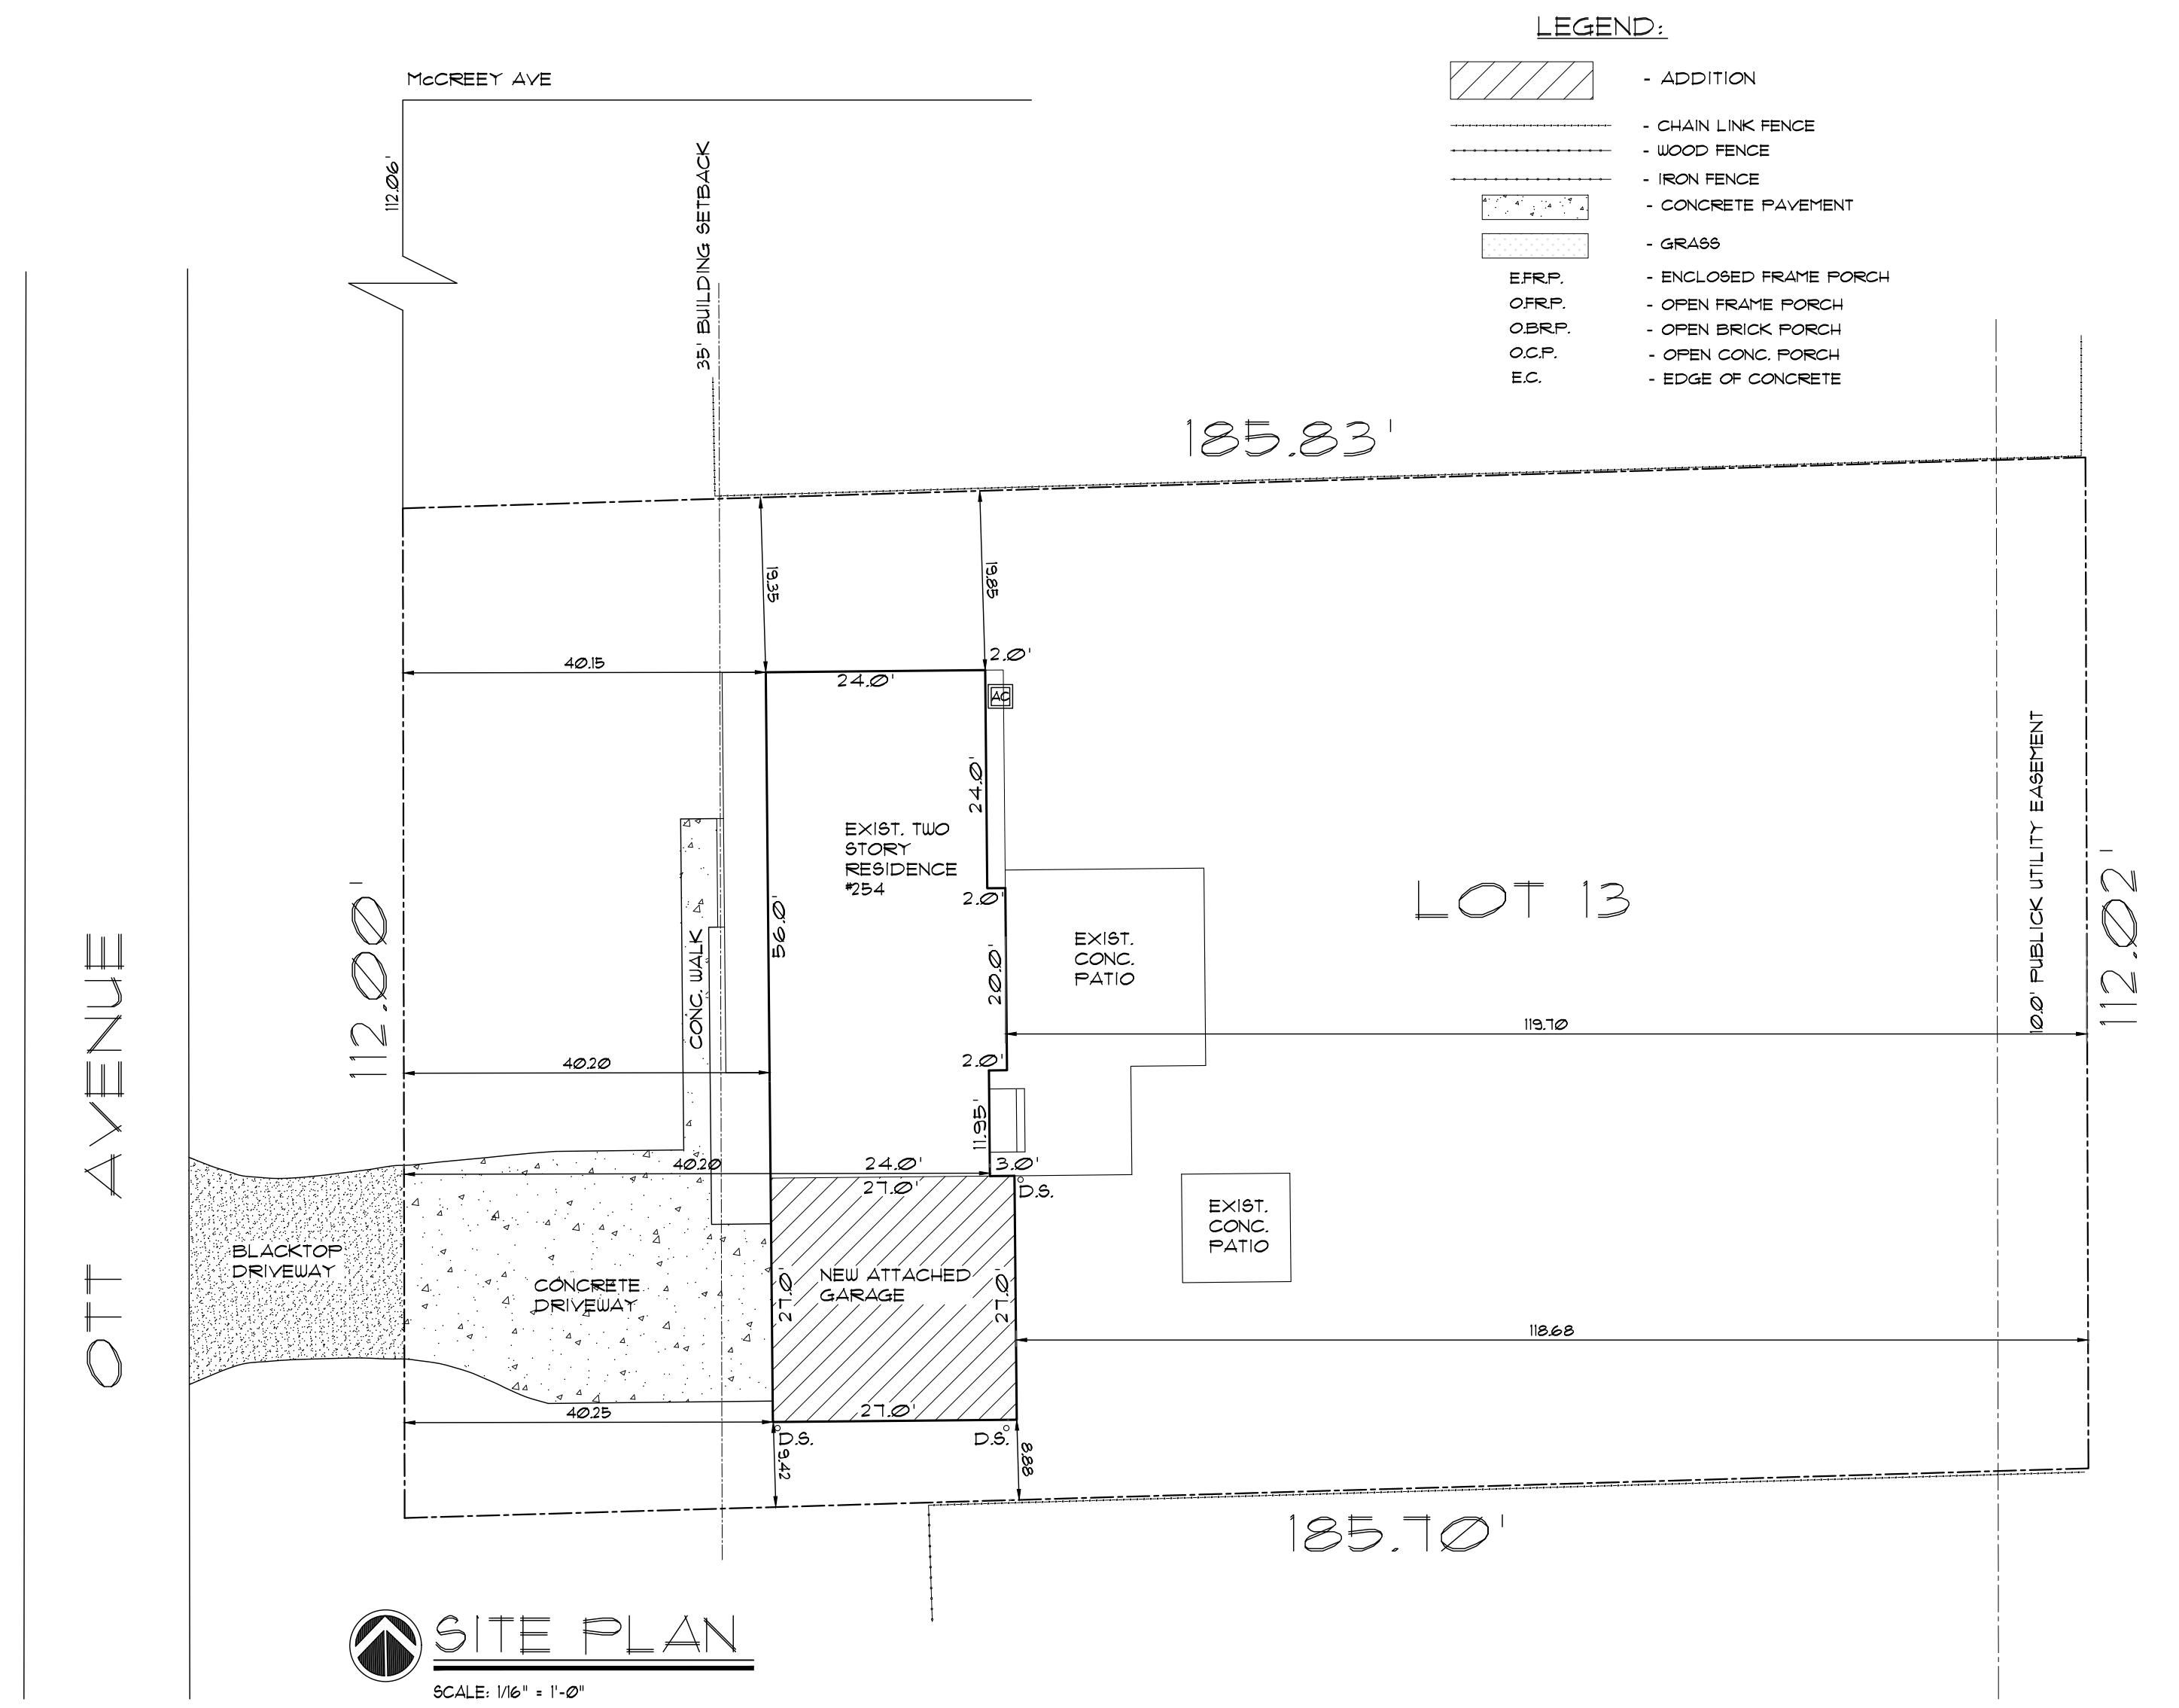 LEGEND:
McCREEY AVE
- ADDITION
- CHAIN LINK FENCE
- WOOD FENCE
- IRON FENCE
- CONCRETE PAVEMENT
- GRASS
E.FR.P. - ENCLOSED FRAME PORCH
O.FR.P. - OPEN FRAME PORCH
O.BR.P. - OPEN BRICK PORCH
O.C.P. - OPEN CONC. PORCH
E.C. - EDGE OF CONCRETE
112.06'
35' BUILDING SETBACK
185.83'
19.35
19.85
40.15
24.0'
2.0'
AC
24.0'
EXIST. TWO
STORY
RESIDENCE
#254
2.0'
LOT 13
10.0' PUBLICK UTILITY EASEMENT
112.02'
112.00'
OTT AVENUE
CONC. WALK
56.0'
20.0'
EXIST.
CONC.
PATIO
119.70
40.20
2.0'
11.95'
40.20
24.0'
3.0'
27.0'
D.S.
EXIST.
CONC.
PATIO
BLACKTOP
DRIVEWAY
CONCRETE
DRIVEWAY
27.0'
NEW ATTACHED
GARAGE
27.0'
118.68
40.25
27.0'
D.S.
D.S.
9.42
8.88
185.70'
SITE PLAN
SCALE: 1/16" = 1'-0"